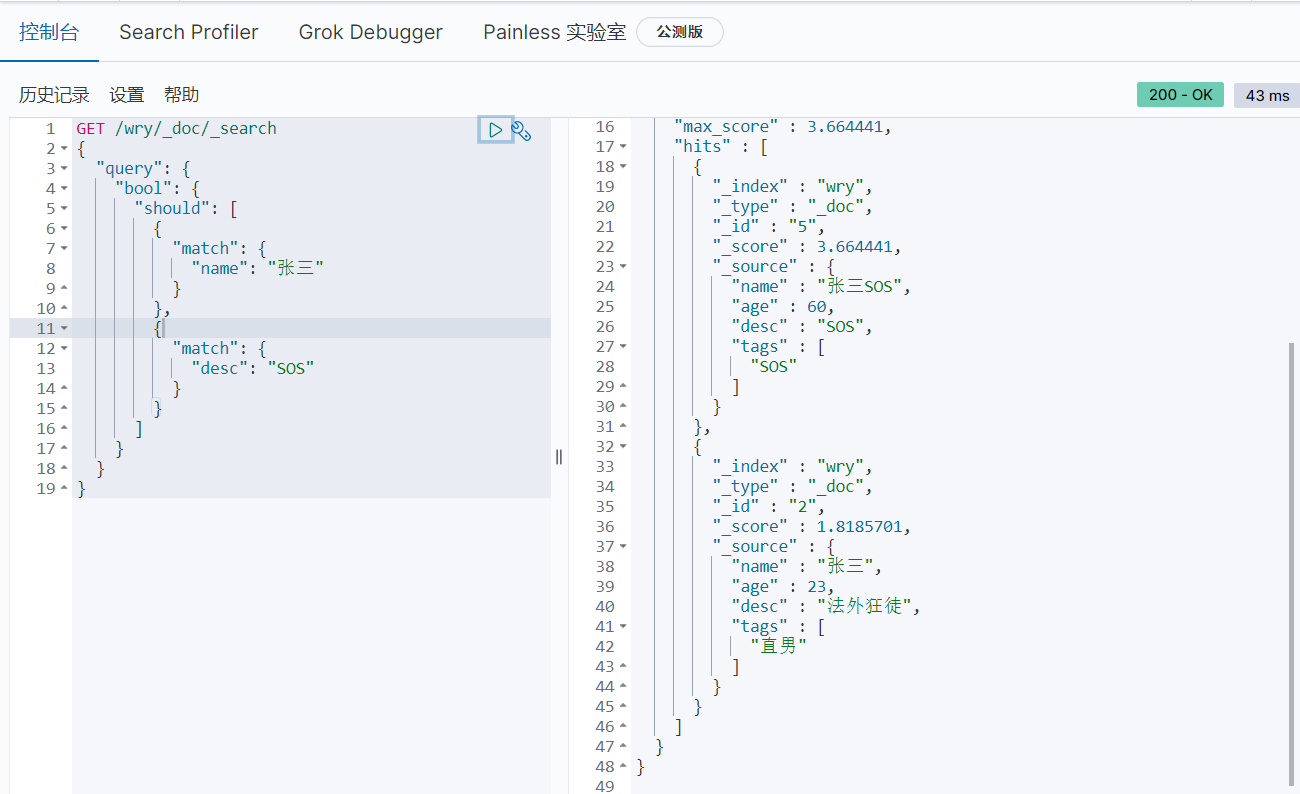 控制台 Search Profiler Grok Debugger Painless 实验室 公测版
历史记录 设置 帮助 200 - OK 43 ms
1 GET /wry/_doc/_search
2 {
3 "query": {
4 "bool": {
5 "should": [
6 {
7 "match": {
8 "name": "张三"
9 }
10 },
11 {
12 "match": {
13 "desc": "SOS"
14 }
15 }
16 ]
17 }
18 }
19 }
16 "max_score" : 3.664441,
17 "hits" : [
18 {
19 "_index" : "wry",
20 "_type" : "_doc",
21 "_id" : "5",
22 "_score" : 3.664441,
23 "_source" : {
24 "name" : "张三SOS",
25 "age" : 60,
26 "desc" : "SOS",
27 "tags" : [
28 "SOS"
29 ]
30 }
31 },
32 {
33 "_index" : "wry",
34 "_type" : "_doc",
35 "_id" : "2",
36 "_score" : 1.8185701,
37 "_source" : {
38 "name" : "张三",
39 "age" : 23,
40 "desc" : "法外狂徒",
41 "tags" : [
42 "直男"
43 ]
44 }
45 }
46 ]
47 }
48 }
49